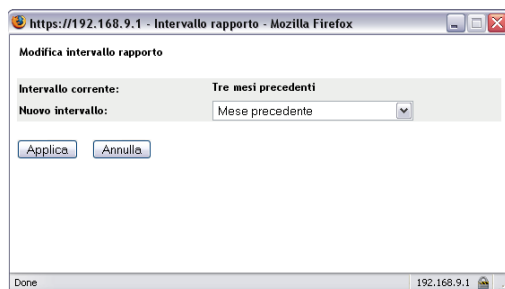 https://192.168.9.1 - Intervallo rapporto - Mozilla Firefox
Modifica intervallo rapporto
Intervallo corrente: Tre mesi precedenti
Nuovo intervallo: Mese precedente
Applica Annulla
Done 192.168.9.1